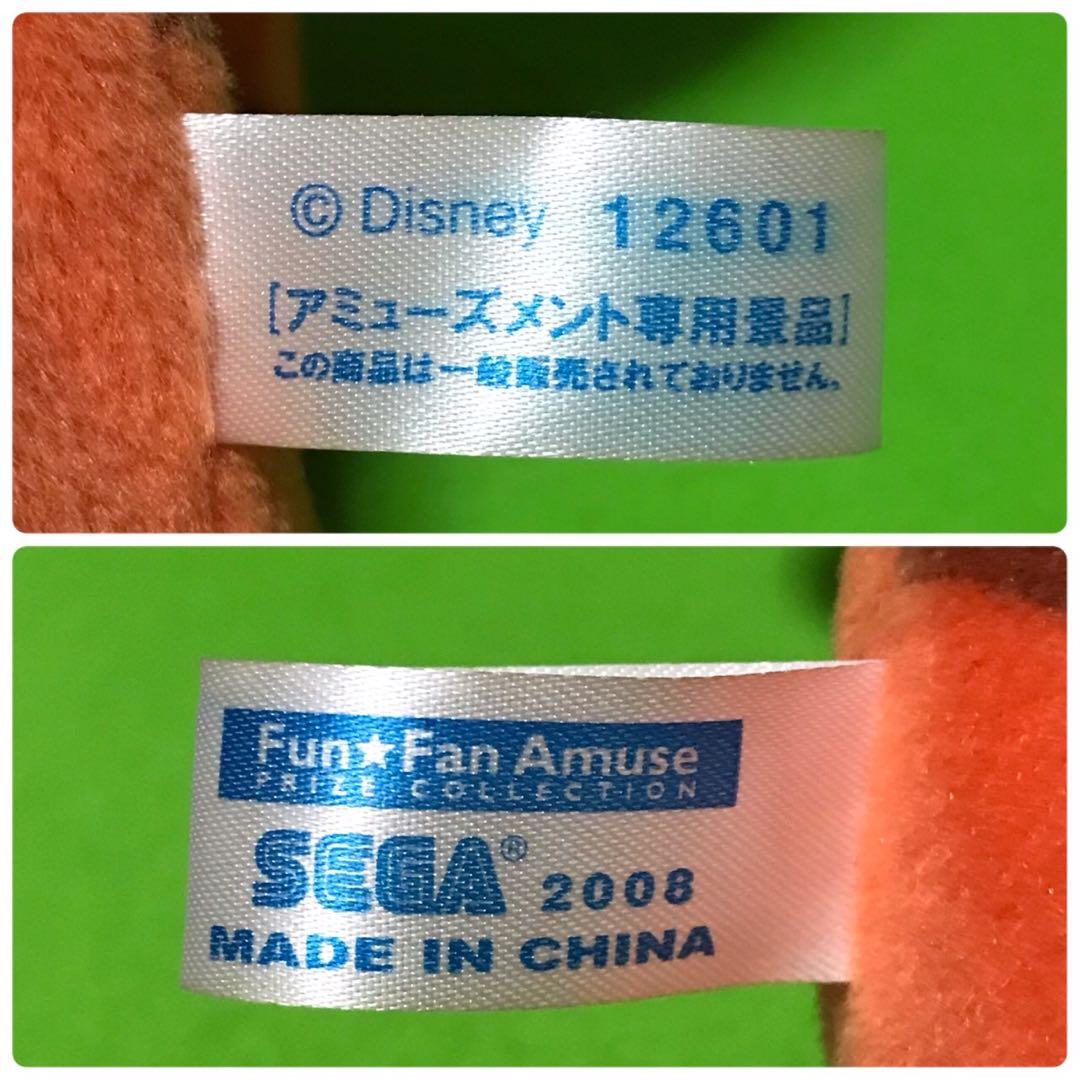 © Disney 12601
[アミューズメント専用景品]
この商品は一般販売されておりません。
Fun★Fan Amuse
PRIZE COLLECTION
SEGA® 2008
MADE IN CHINA